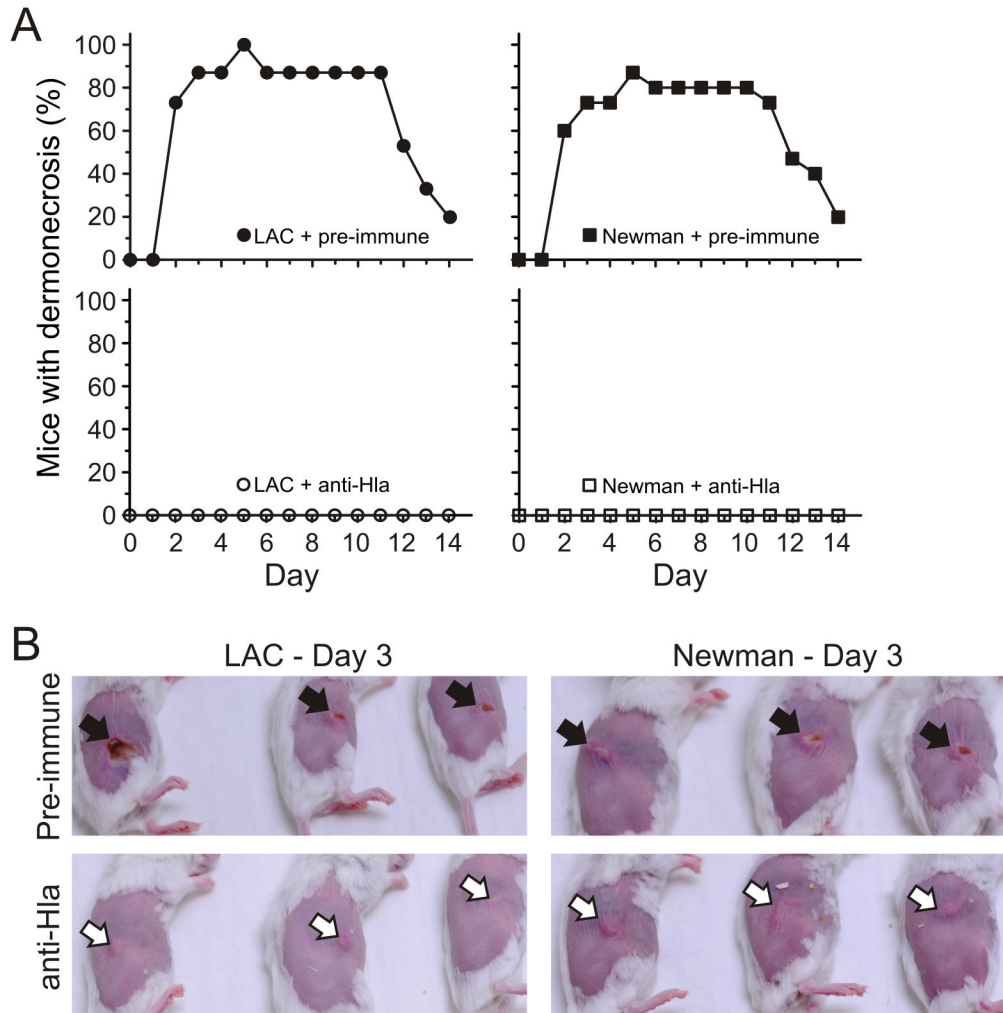 A
Mice with dermonecrosis (%)
100
80
60
40
20
0
LAC + pre-immune
Newman + pre-immune
100
80
60
40
20
0
LAC + anti-Hla
Newman + anti-Hla
0 2 4 6 8 10 12 14
0 2 4 6 8 10 12 14
Day
Day
B
LAC - Day 3
Newman - Day 3
Pre-immune
anti-Hla